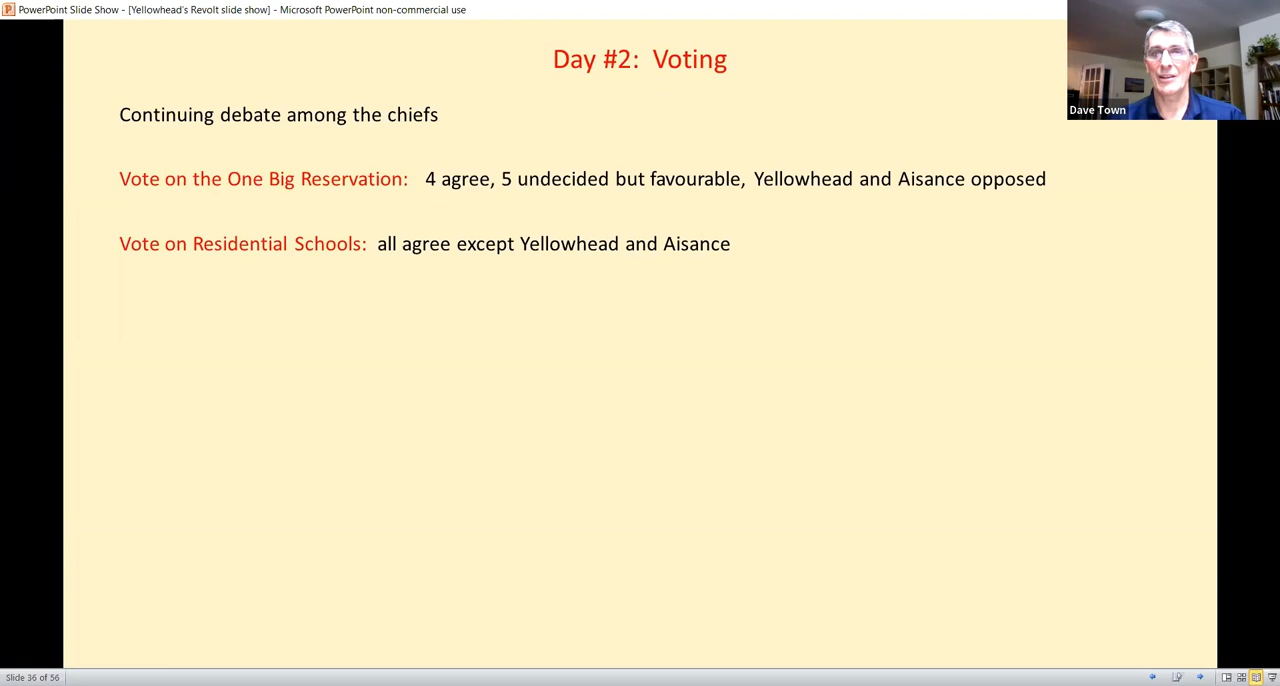 PowerPoint Slide Show - [Yellowhead's Revolt slide show] - Microsoft PowerPoint non-commercial use
Dave Town
Day #2: Voting
Continuing debate among the chiefs
Vote on the One Big Reservation: 4 agree, 5 undecided but favourable, Yellowhead and Aisance opposed
Vote on Residential Schools: all agree except Yellowhead and Aisance
Slide 36 of 56